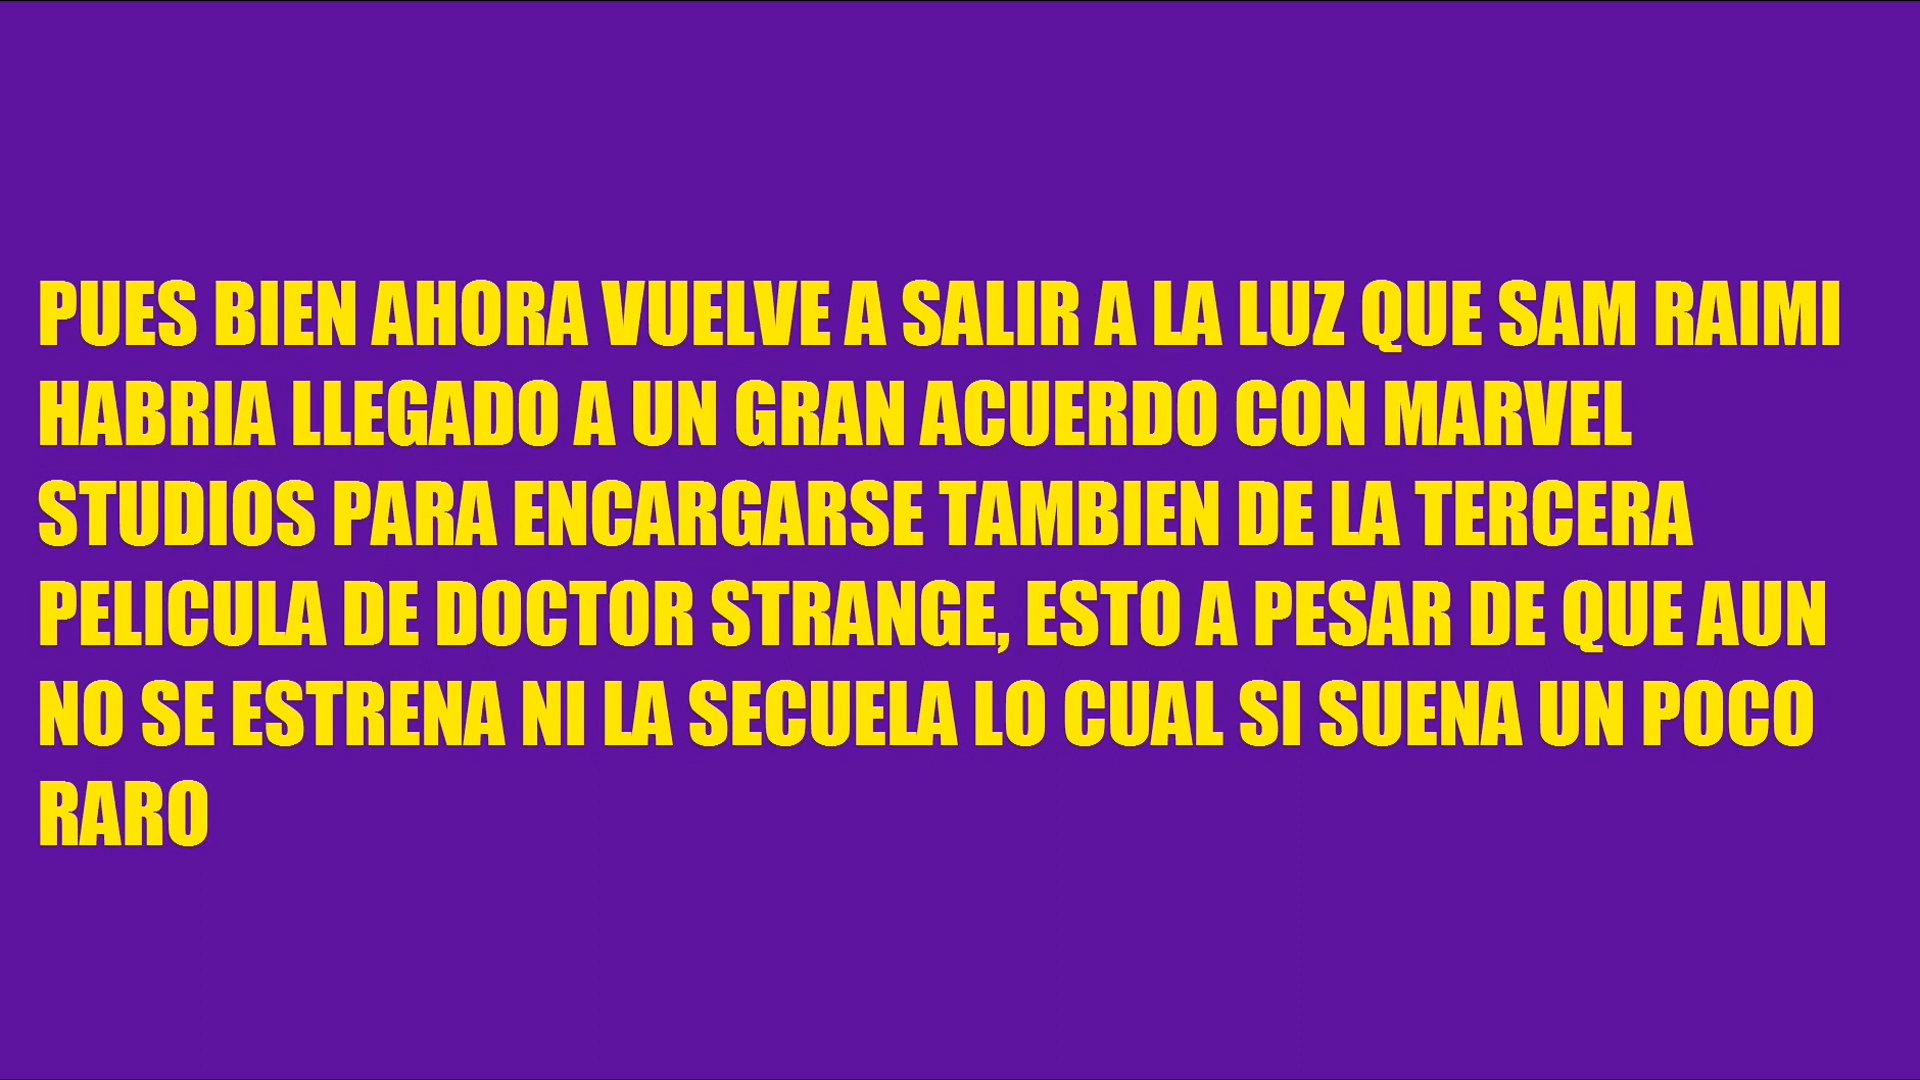 PUES BIEN AHORA VUELVE A SALIR A LA LUZ QUE SAM RAIMI
HABRIA LLEGADO A UN GRAN ACUERDO CON MARVEL
STUDIOS PARA ENCARGARSE TAMBIEN DE LA TERCERA
PELICULA DE DOCTOR STRANGE, ESTO A PESAR DE QUE AUN
NO SE ESTRENA NI LA SECUELA LO CUAL SI SUENA UN POCO
RARO